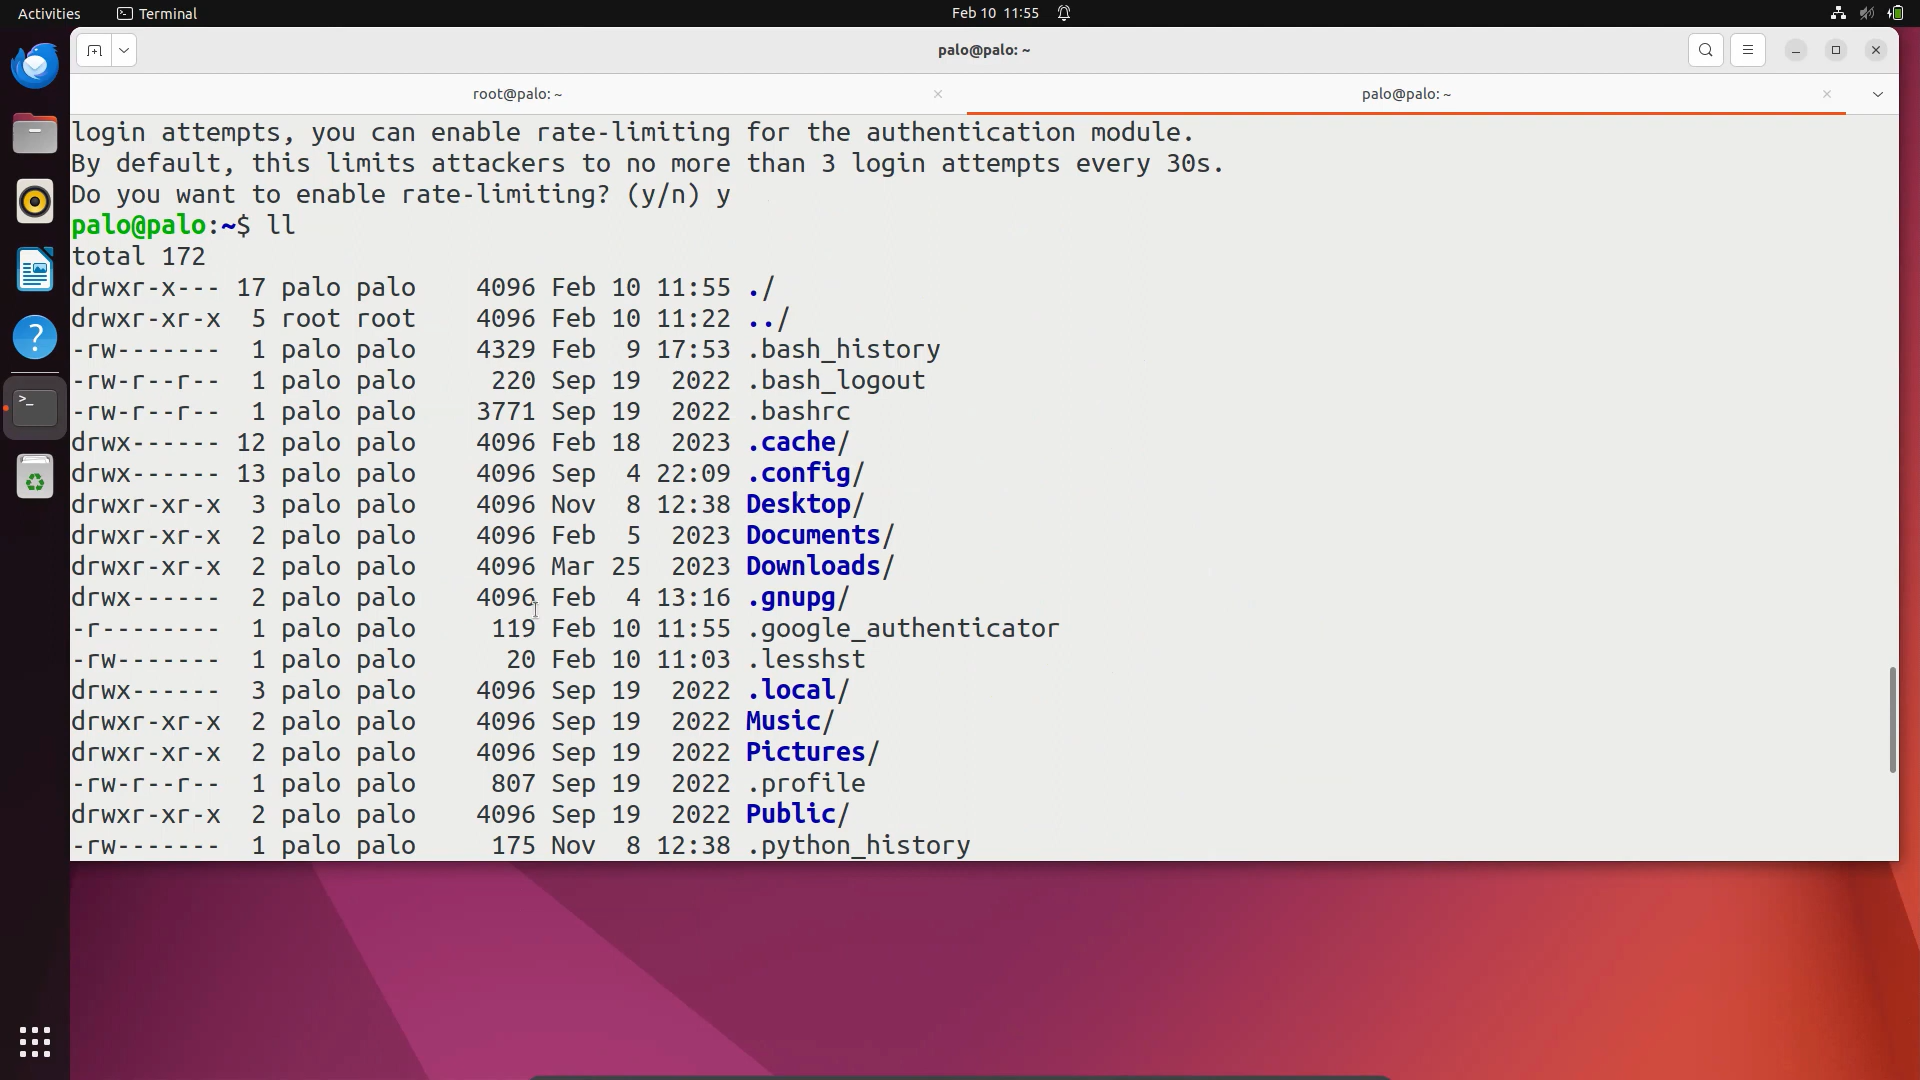 Activities Terminal Feb 10 11:55
palo@palo: ~
root@palo: ~ palo@palo: ~
login attempts, you can enable rate-limiting for the authentication module.
By default, this limits attackers to no more than 3 login attempts every 30s.
Do you want to enable rate-limiting? (y/n) y
palo@palo:~$ ll
total 172
drwxr-x--- 17 palo palo    4096 Feb 10 11:55 ./
drwxr-xr-x  5 root root    4096 Feb 10 11:22 ../
-rw-------  1 palo palo    4329 Feb  9 17:53 .bash_history
-rw-r--r--  1 palo palo     220 Sep 19  2022 .bash_logout
-rw-r--r--  1 palo palo    3771 Sep 19  2022 .bashrc
drwx------ 12 palo palo    4096 Feb 18  2023 .cache/
drwx------ 13 palo palo    4096 Sep  4 22:09 .config/
drwxr-xr-x  3 palo palo    4096 Nov  8 12:38 Desktop/
drwxr-xr-x  2 palo palo    4096 Feb  5  2023 Documents/
drwxr-xr-x  2 palo palo    4096 Mar 25  2023 Downloads/
drwx------  2 palo palo    4096 Feb  4 13:16 .gnupg/
-r--------  1 palo palo     119 Feb 10 11:55 .google_authenticator
-rw-------  1 palo palo      20 Feb 10 11:03 .lesshst
drwx------  3 palo palo    4096 Sep 19  2022 .local/
drwxr-xr-x  2 palo palo    4096 Sep 19  2022 Music/
drwxr-xr-x  2 palo palo    4096 Sep 19  2022 Pictures/
-rw-r--r--  1 palo palo     807 Sep 19  2022 .profile
drwxr-xr-x  2 palo palo    4096 Sep 19  2022 Public/
-rw-------  1 palo palo     175 Nov  8 12:38 .python_history